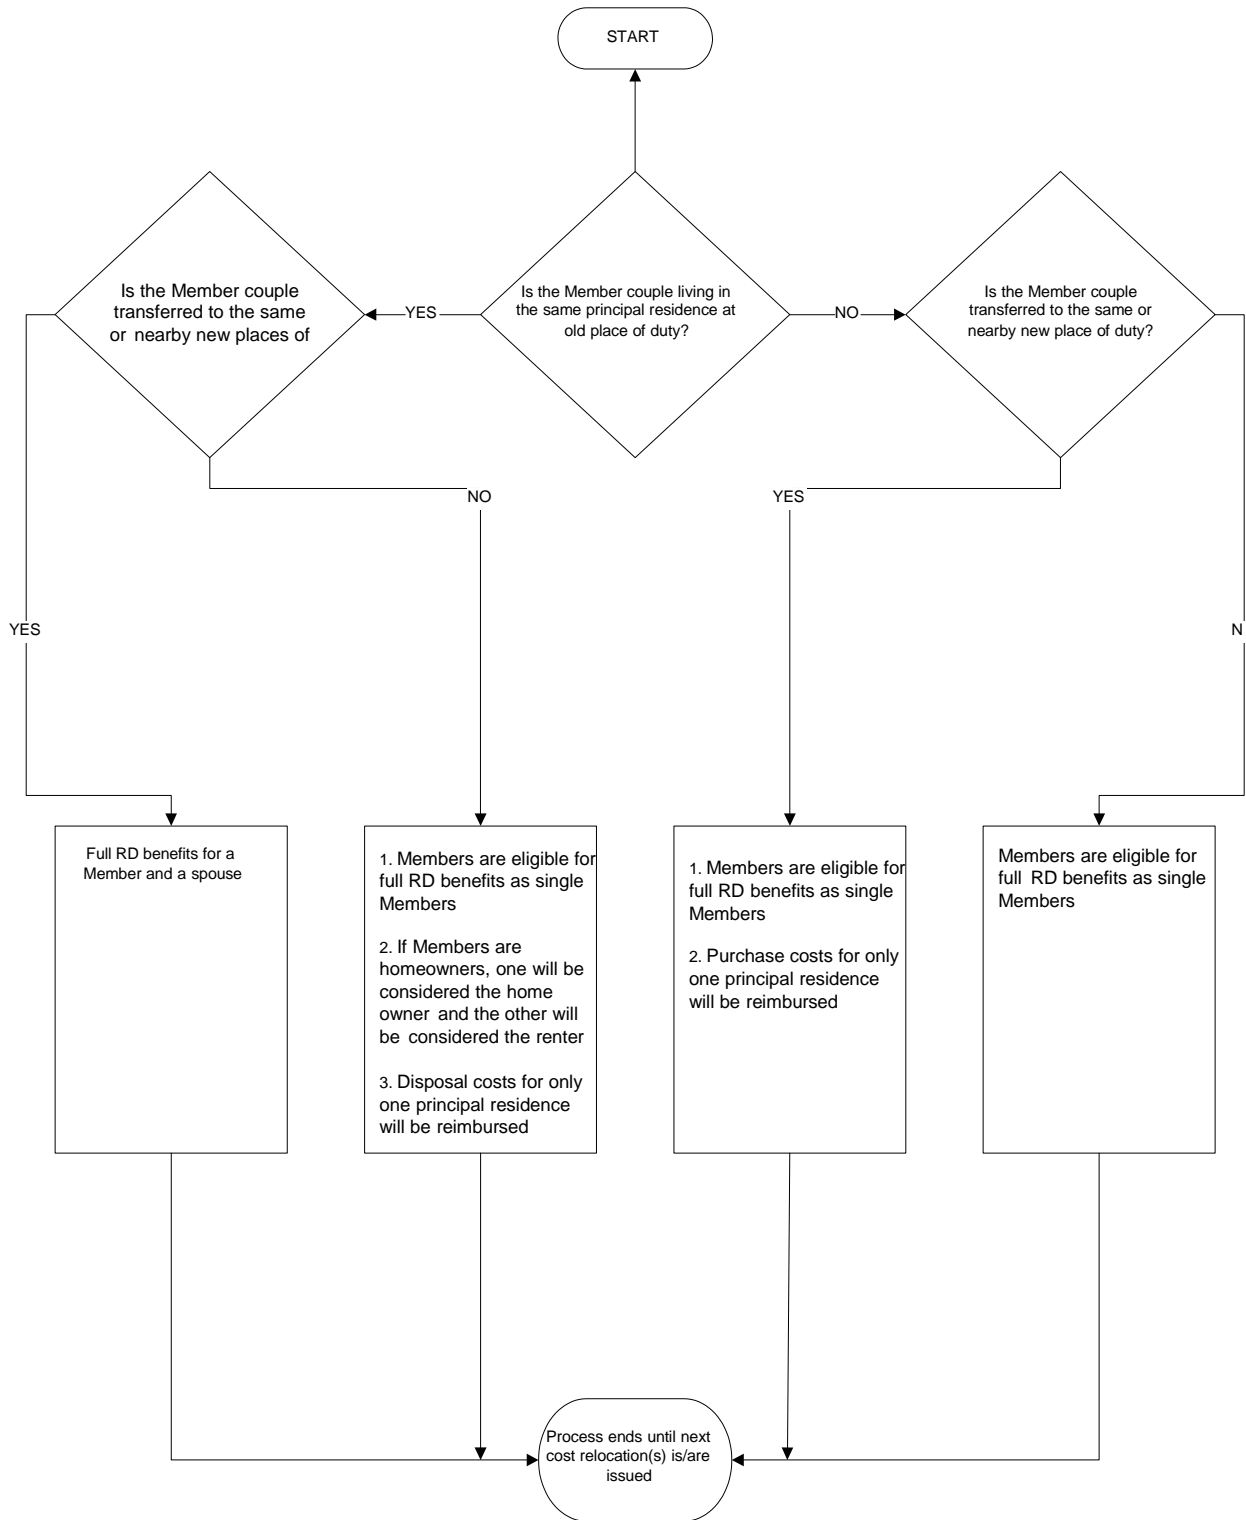 START
Is the Member couple
transferred to the same
or nearby new places of
YES
Is the Member couple living in
the same principal residence at
old place of duty?
NO
Is the Member couple
transferred to the same or
nearby new place of duty?
NO
YES
YES
N
Full RD benefits for a
Member and a spouse
1. Members are eligible for
full RD benefits as single
Members
2. If Members are
homeowners, one will be
considered the home
owner and the other will
be considered the renter
3. Disposal costs for only
one principal residence
will be reimbursed
1. Members are eligible for
full RD benefits as single
Members
2. Purchase costs for only
one principal residence
will be reimbursed
Members are eligible for
full RD benefits as single
Members
Process ends until next
cost relocation(s) is/are
issued